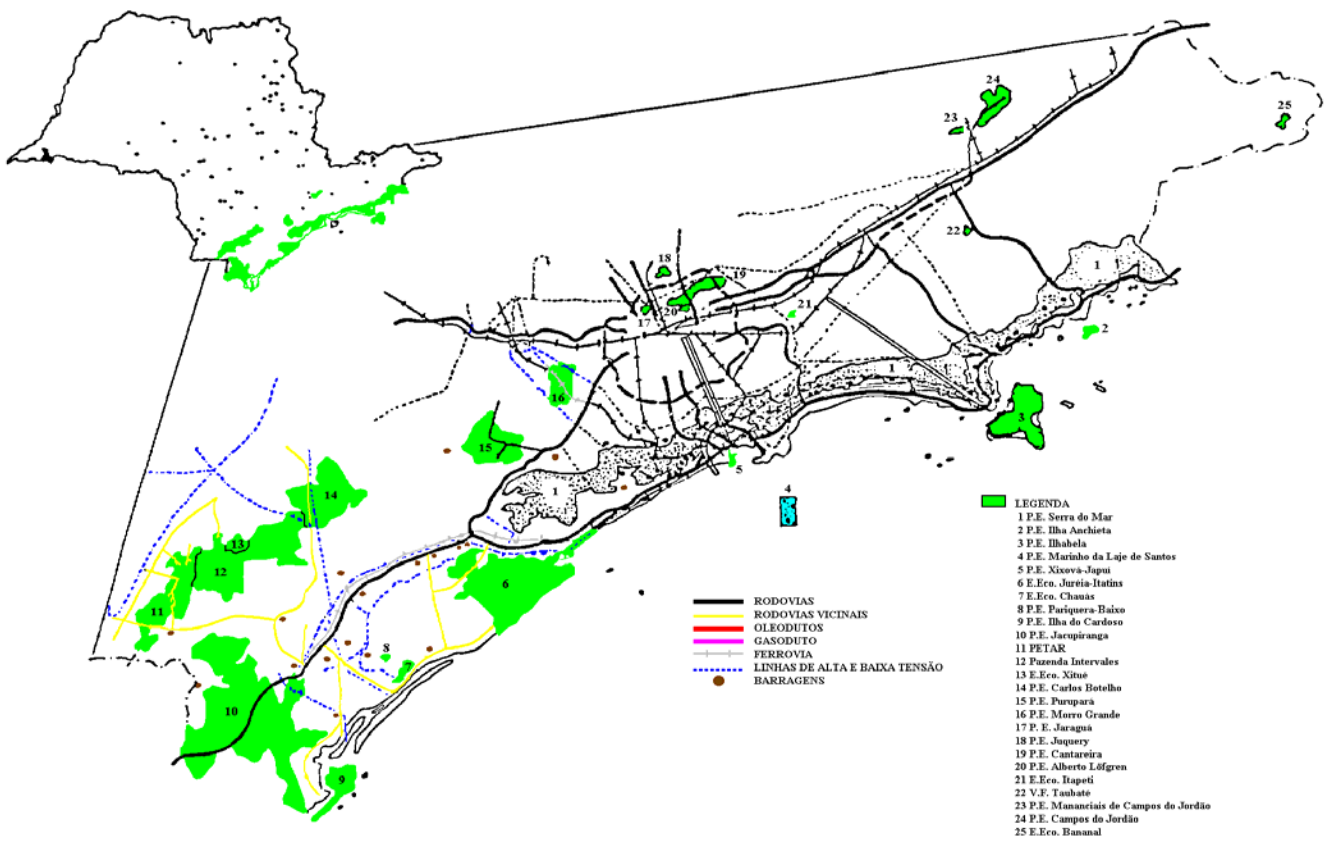 24
23
25
22
1
18
19
17
20
21
2
1
16
3
15
5
1
4
14
13
12
6
11
8
7
10
9
RODOVIAS
RODOVIAS VICINAIS
OLEODUTOS
GASODUTO
FERROVIA
LINHAS DE ALTA E BAIXA TENSÃO
BARRAGENS
LEGENDA
1 P.E. Serra do Mar
2 P.E. Ilha Anchieta
3 P.E. Ilhabela
4 P.E. Marinho da Laje de Santos
5 P.E. Xixová-Japuí
6 E.Eco. Juréia-Itatins
7 E.Eco. Chauás
8 P.E. Pariquera-Baixo
9 P.E. Ilha do Cardoso
10 P.E. Jacupiranga
11 PETAR
12 Fazenda Intervales
13 E.Eco. Xitué
14 P.E. Carlos Botelho
15 P.E. Purupará
16 P.E. Morro Grande
17 P. E. Jaraguá
18 P.E. Juquery
19 P.E. Cantareira
20 P.E. Alberto Löfgren
21 E.Eco. Itapeti
22 V.F. Taubaté
23 P.E. Mananciais de Campos do Jordão
24 P.E. Campos do Jordão
25 E.Eco. Bananal